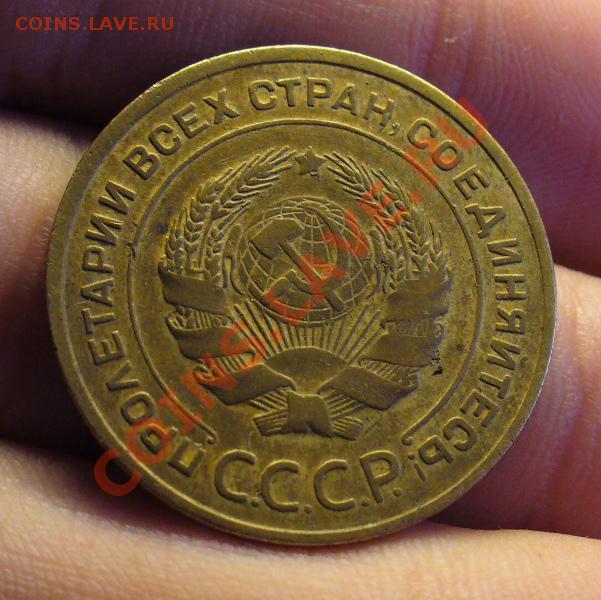 COINS.LAVE.RU
ПРОЛЕТАРИИ ВСЕХ СТРАН, СОЕДИНЯЙТЕСЬ!
С.С.С.Р.
COINS.LAVE.RU